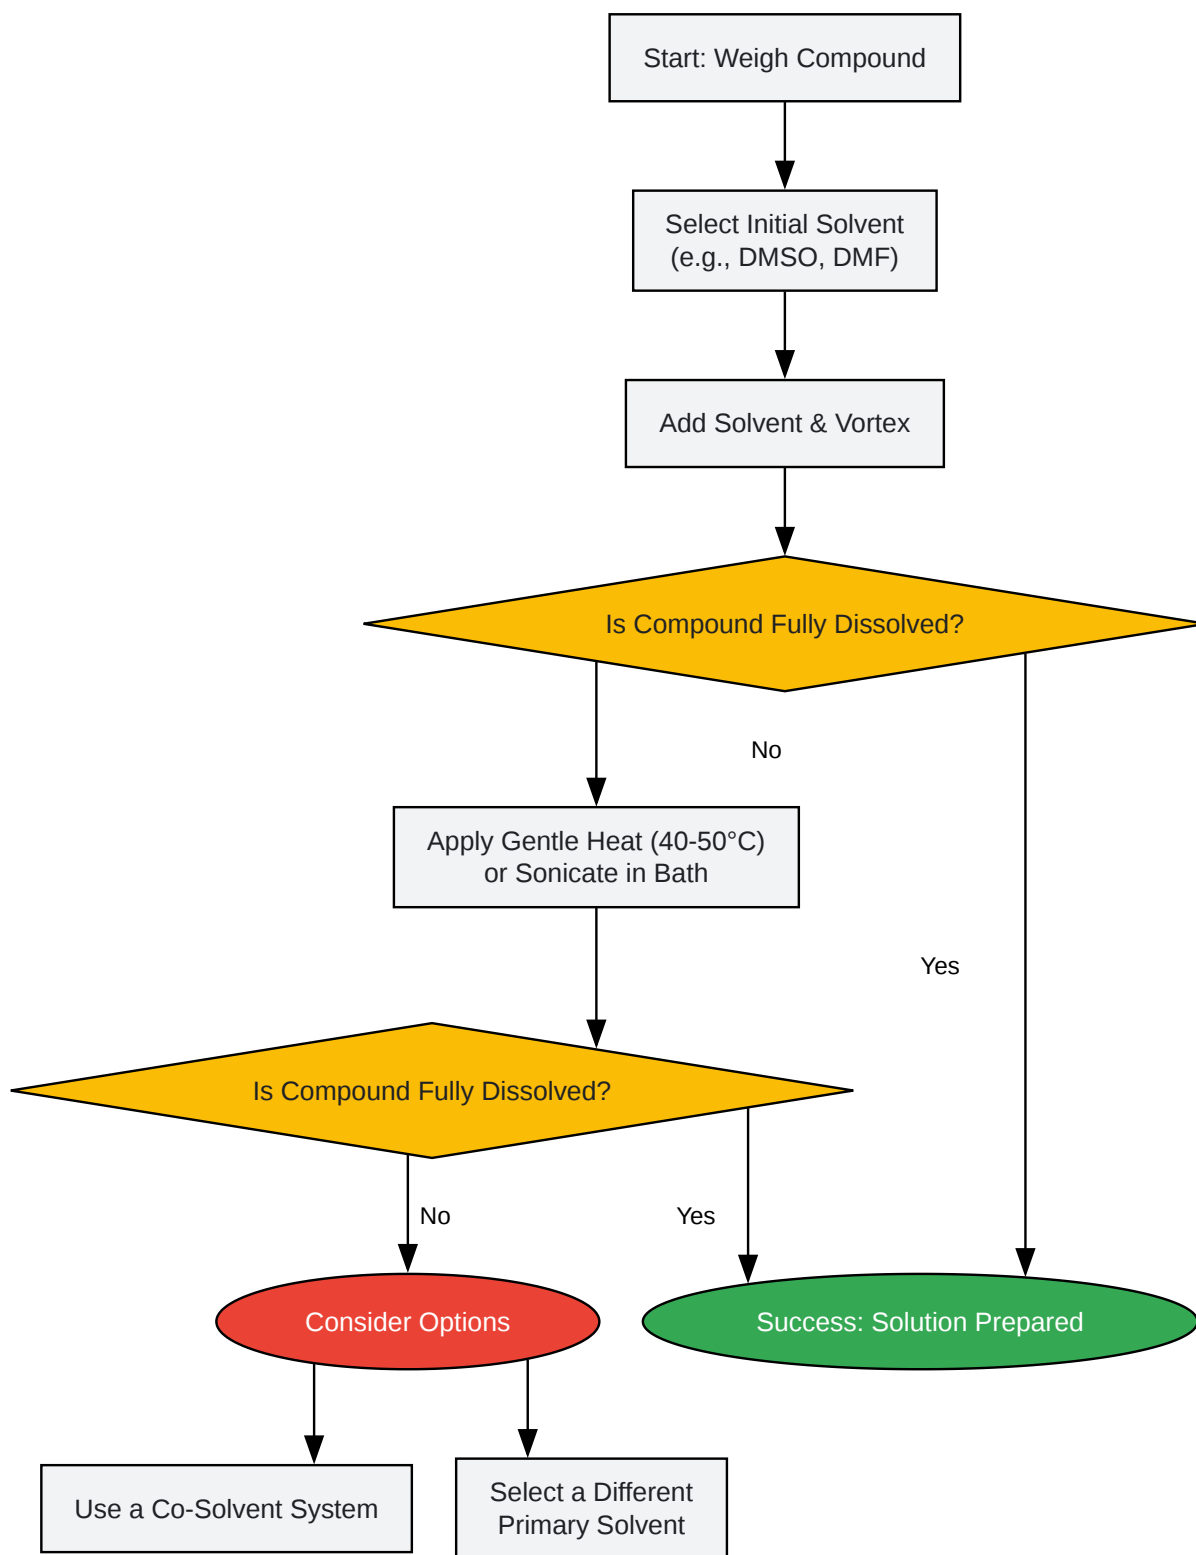 Start: Weigh Compound
Select Initial Solvent
(e.g., DMSO, DMF)
Add Solvent & Vortex
Is Compound Fully Dissolved?
No
Apply Gentle Heat (40-50°C)
or Sonicate in Bath
Yes
Is Compound Fully Dissolved?
No
Yes
Consider Options
Success: Solution Prepared
Use a Co-Solvent System
Select a Different
Primary Solvent